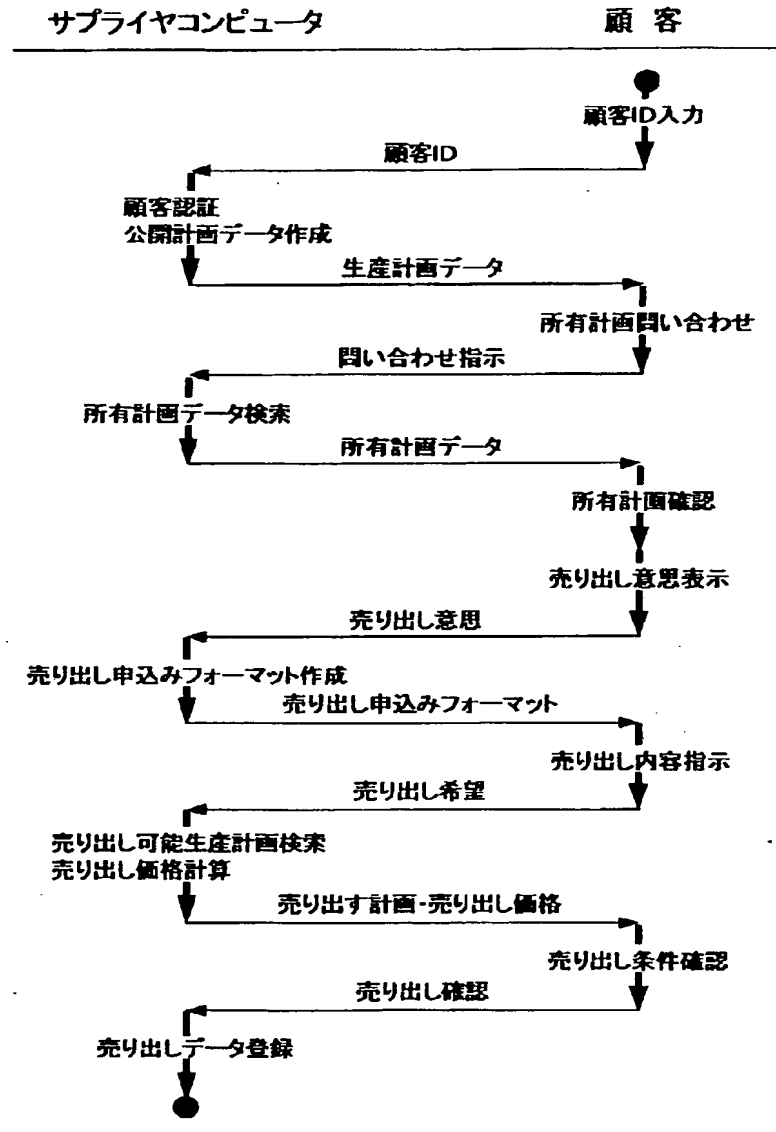 サプライヤコンピュータ
顧 客
顧客ID入力
顧客ID
顧客認証
公開計画データ作成
生産計画データ
所有計画問い合わせ
問い合わせ指示
所有計画データ検索
所有計画データ
所有計画確認
売り出し意思表示
売り出し意思
売り出し申込みフォーマット作成
売り出し申込みフォーマット
売り出し内容指示
売り出し希望
売り出し可能生産計画検索
売り出し価格計算
売り出す計画・売り出し価格
売り出し条件確認
売り出し確認
売り出しデータ登録